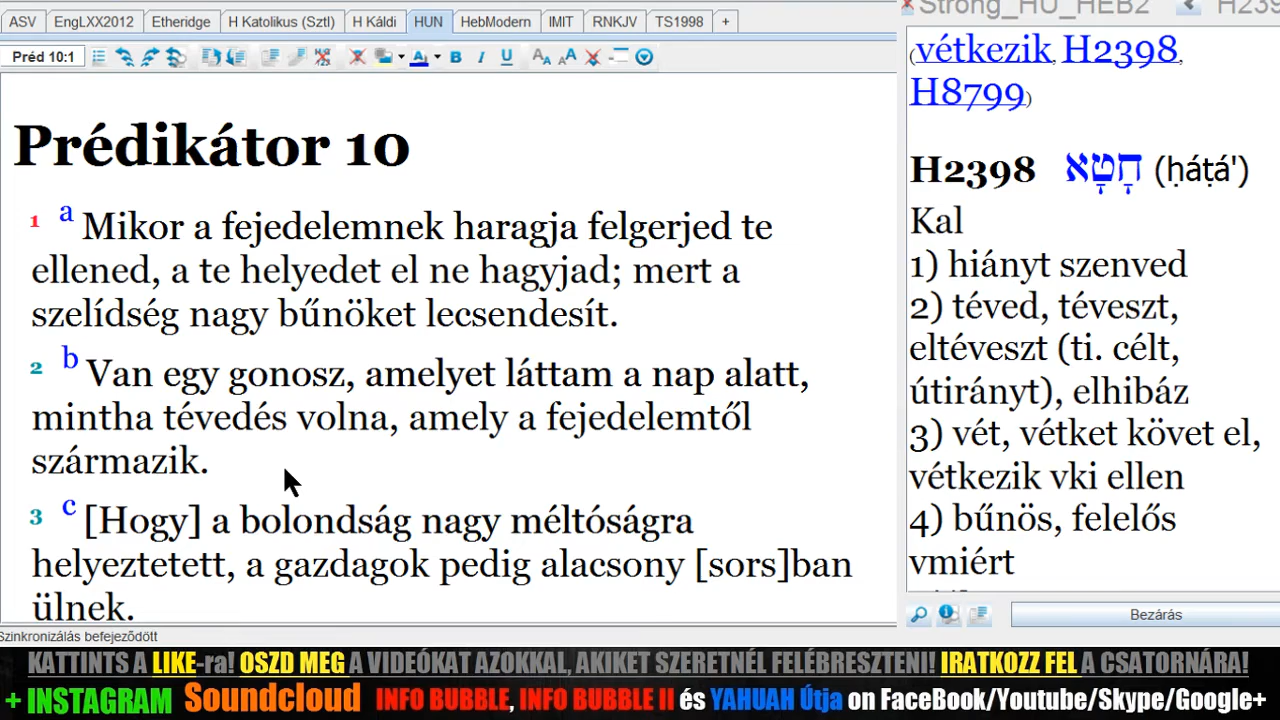 ASV EngLXX2012 Etheridge H Katolikus (Sztl) H Káldi HUN HebModern IMIT RNKJV TS1998 +
Préd 10:1
Prédikátor 10
1 a Mikor a fejedelemnek haragja felgerjed te
ellened, a te helyedet el ne hagyjad; mert a
szelídség nagy bűnöket lecsendesít.
2 b Van egy gonosz, amelyet láttam a nap alatt,
mintha tévedés volna, amely a fejedelemtől
származik.
3 c [Hogy] a bolondság nagy méltóságra
helyeztetett, a gazdagok pedig alacsony [sors]ban
ülnek.
Szinkronizálás befejeződött
Strong_HU_HEB2
(vétkezik, H2398,
H8799)
H2398 חָטָא (ḥáṭá')
Kal
1) hiányt szenved
2) téved, téveszt,
eltéveszt (ti. célt,
útirányt), elhibáz
3) vét, vétket követ el,
vétkezik vki ellen
4) bűnös, felelős
vmiért
Bezárás
KATTINTS A LIKE-ra! OSZD MEG A VIDEÓKAT AZOKKAL, AKIKET SZERETNÉL FELÉBRESZTENI! IRATKOZZ FEL A CSATORNÁRA!
+ INSTAGRAM Soundcloud INFO BUBBLE, INFO BUBBLE II és YAHUAH Útja on FaceBook/Youtube/Skype/Google+